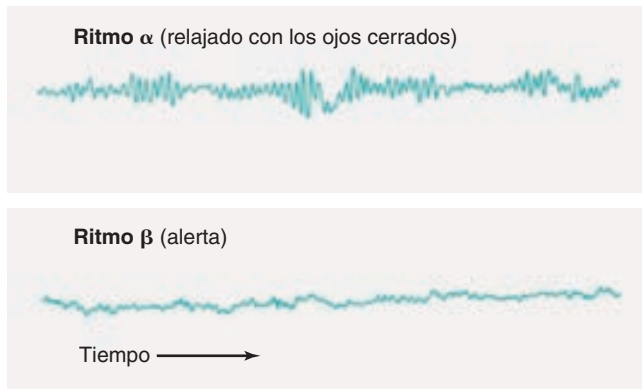 Ritmo α (relajado con los ojos cerrados)
Ritmo β (alerta)
Tiempo